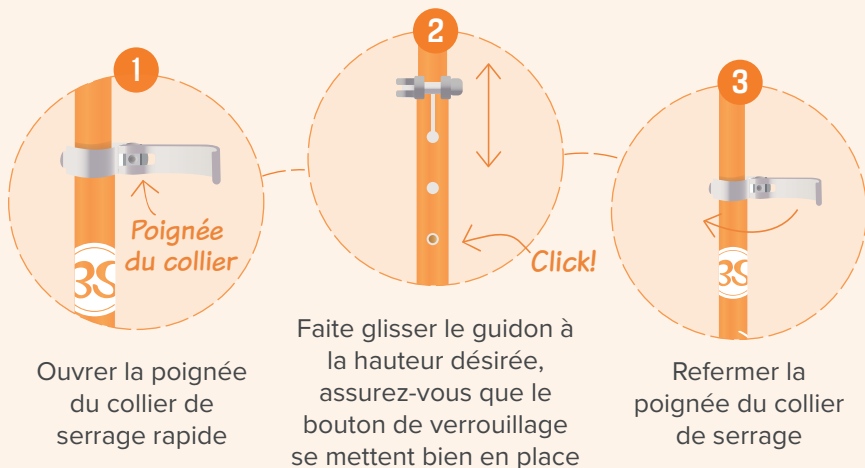 1
Poignée
du collier
3S
Ouvrer la poignée
du collier de
serrage rapide
2
Click!
Faite glisser le guidon à
la hauteur désirée,
assurez-vous que le
bouton de verrouillage
se mettent bien en place
3
3S
Refermer la
poignée du collier
de serrage